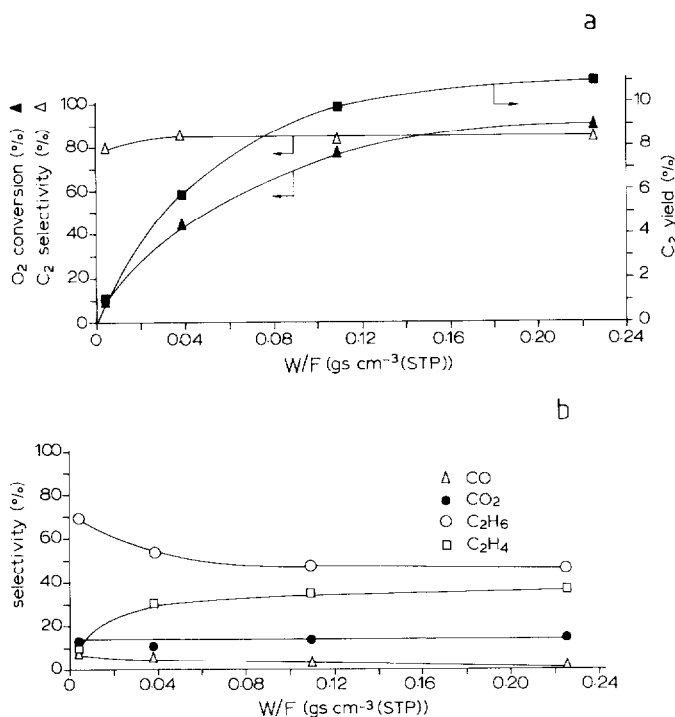 a
O₂ conversion (%) ▲
C₂ selectivity (%) △
100
80
60
40
20
0
10
8
6
4
2
0
C₂ yield (%)
0 0.04 0.08 0.12 0.16 0.20 0.24
W/F (gs cm⁻³ (STP))
b
selectivity (%)
100
80
60
40
20
0
△ CO
● CO₂
○ C₂H₆
□ C₂H₄
0 0.04 0.08 0.12 0.16 0.20 0.24
W/F (gs cm⁻³ (STP))